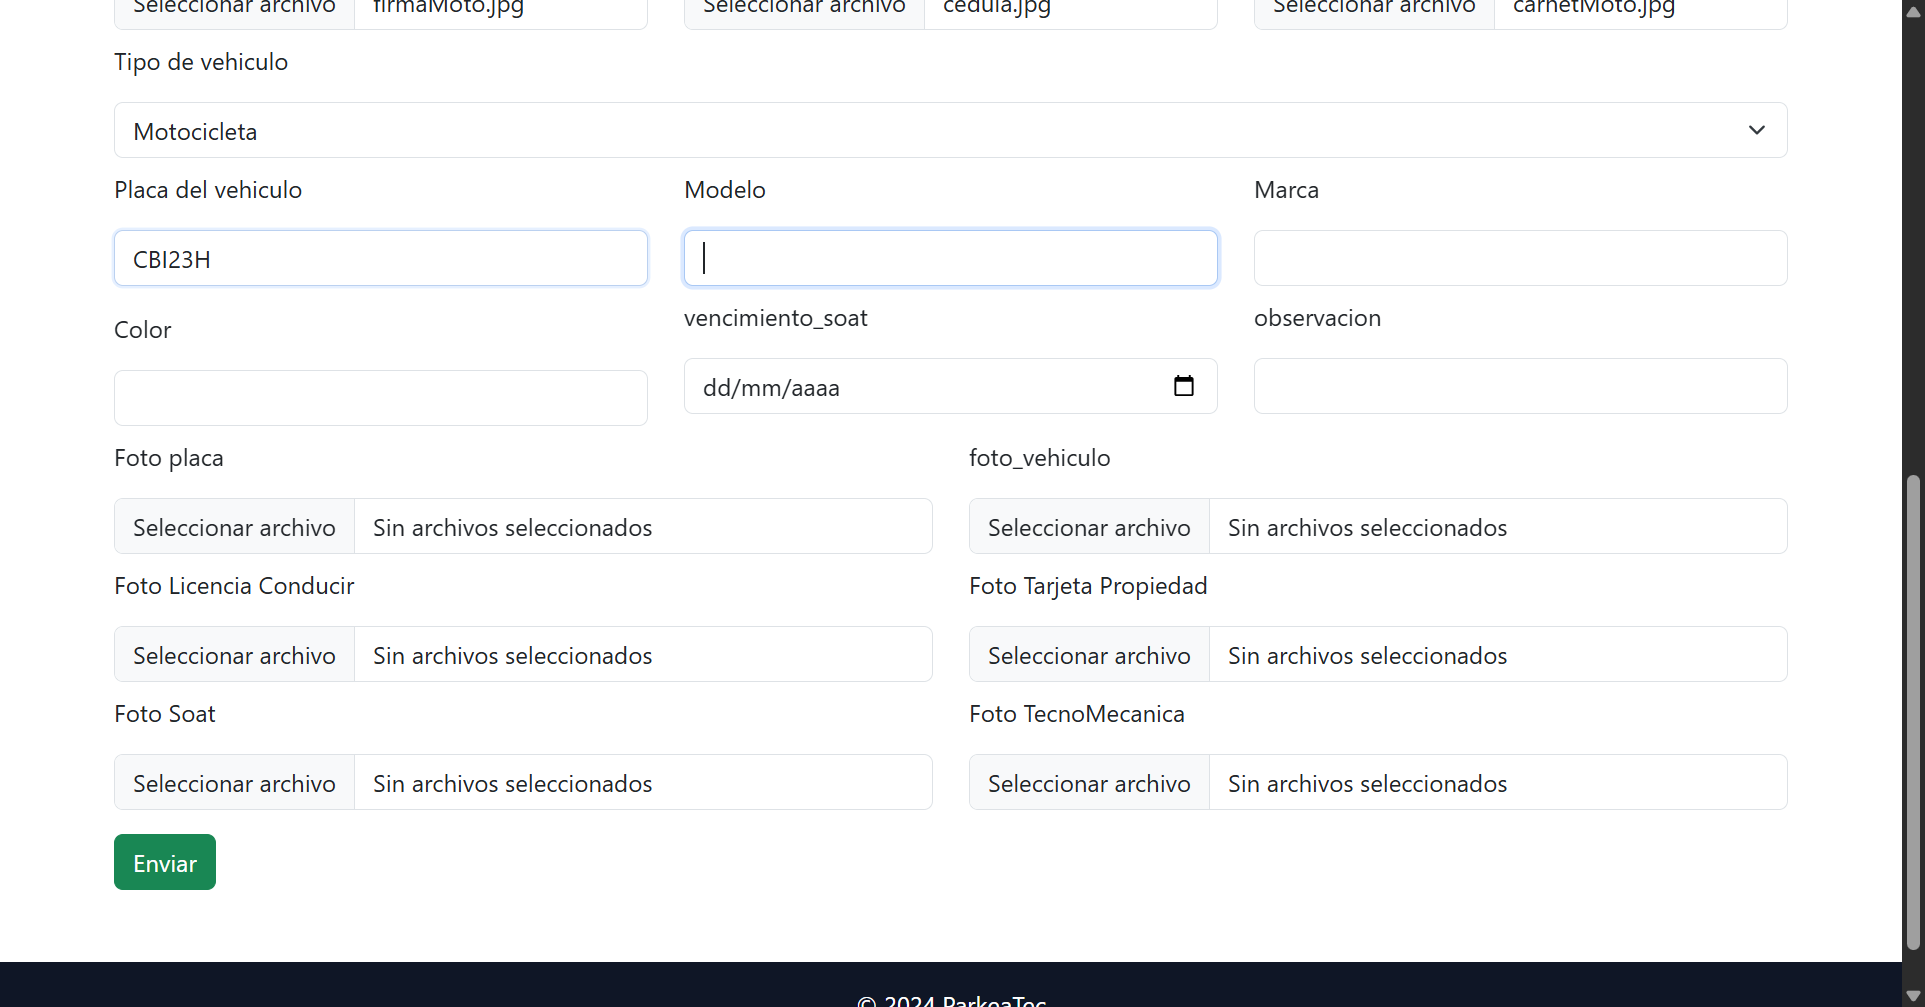 Seleccionar archivo firmaMoto.jpg Seleccionar archivo cedula.jpg Seleccionar archivo carnetMoto.jpg
Tipo de vehiculo
Motocicleta
Placa del vehiculo Modelo Marca
CBI23H
Color vencimiento_soat observacion
dd/mm/aaaa
Foto placa foto_vehiculo
Seleccionar archivo Sin archivos seleccionados Seleccionar archivo Sin archivos seleccionados
Foto Licencia Conducir Foto Tarjeta Propiedad
Seleccionar archivo Sin archivos seleccionados Seleccionar archivo Sin archivos seleccionados
Foto Soat Foto TecnoMecanica
Seleccionar archivo Sin archivos seleccionados Seleccionar archivo Sin archivos seleccionados
Enviar
© 2024 ParkeaTec